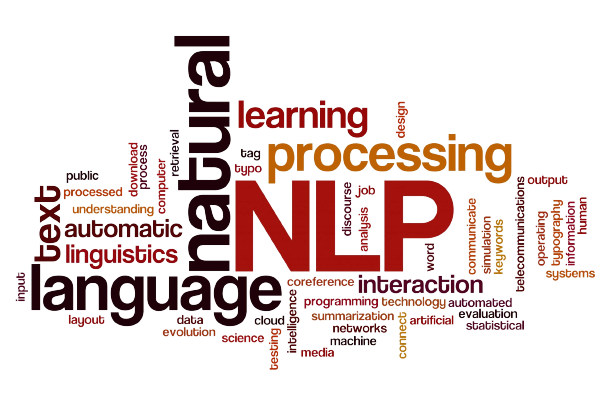 natural
learning
design
processing
tag
typo
retrieval
download
process
public
computer
processed
understanding
text
automatic
linguistics
NLP
discourse
job
analysis
word
communicate
simulation
keywords
telecommunications
output
operating
typography
information
human
systems
input
language
coreference
interaction
layout
data
evolution
cloud
science
testing
intelligence
programming
technology
automated
summarization
evaluation
networks
connect
artificial
statistical
machine
media